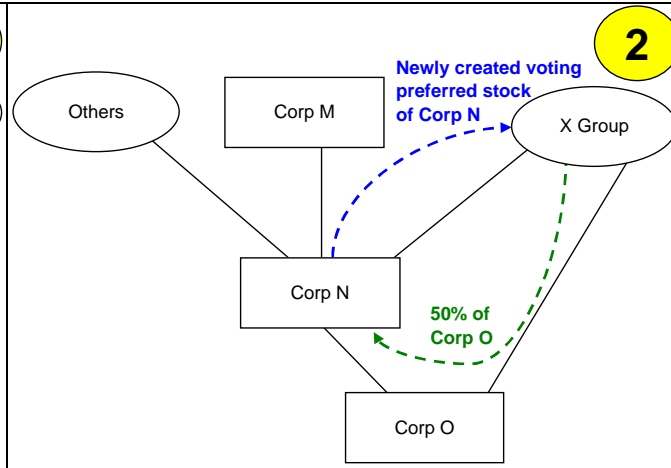 2
Newly created voting
preferred stock
of Corp N
Others
Corp M
X Group
Corp N
50% of
Corp O
Corp O